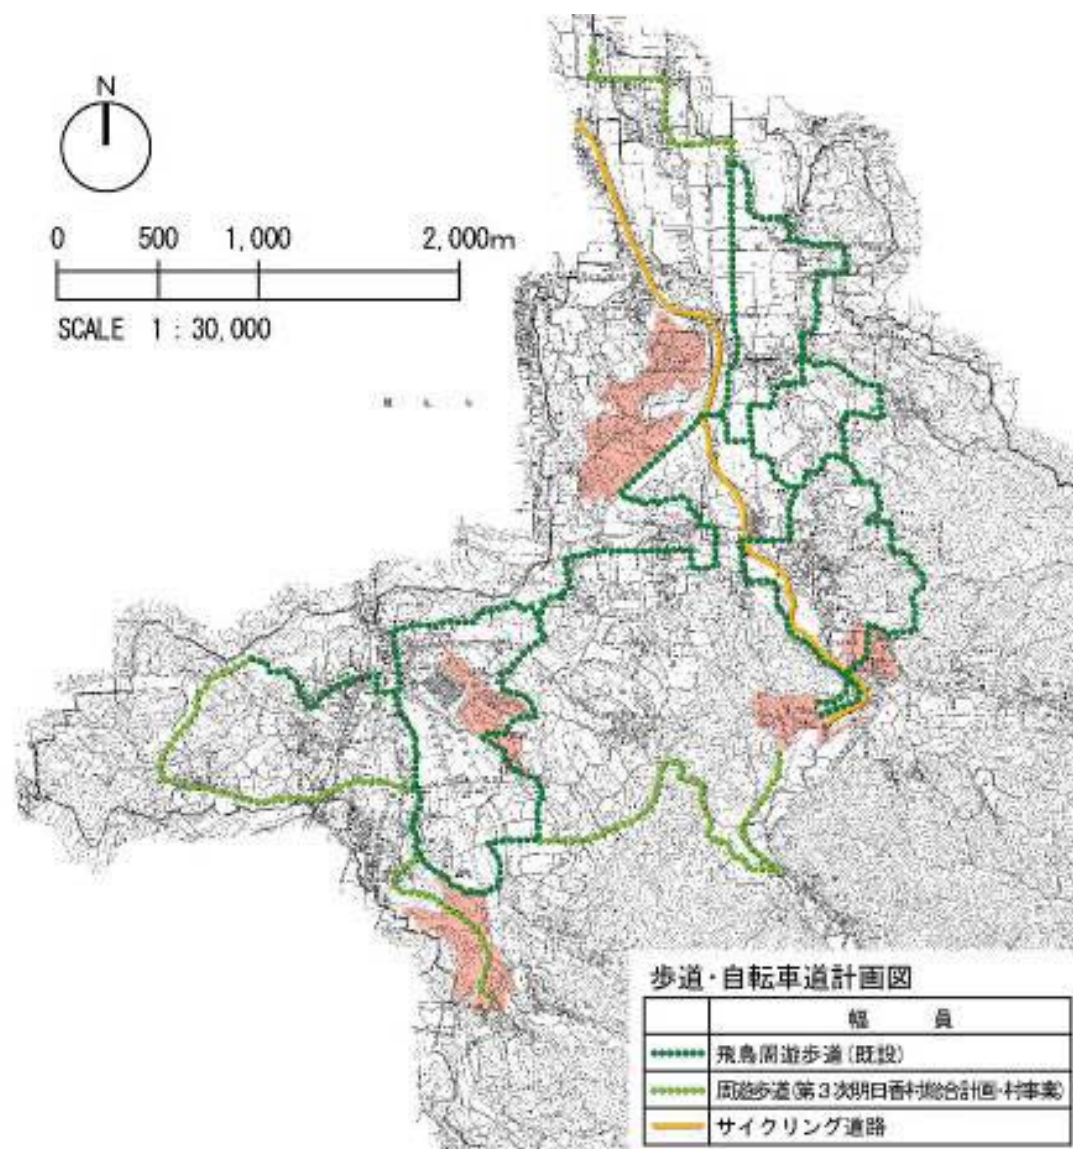 N
0 500 1,000 2,000m
SCALE 1 : 30,000
歩道・自転車道計画図
幅 員
飛鳥周遊歩道(既設)
周遊歩道(第3次明日香村総合計画・村事業)
サイクリング道路